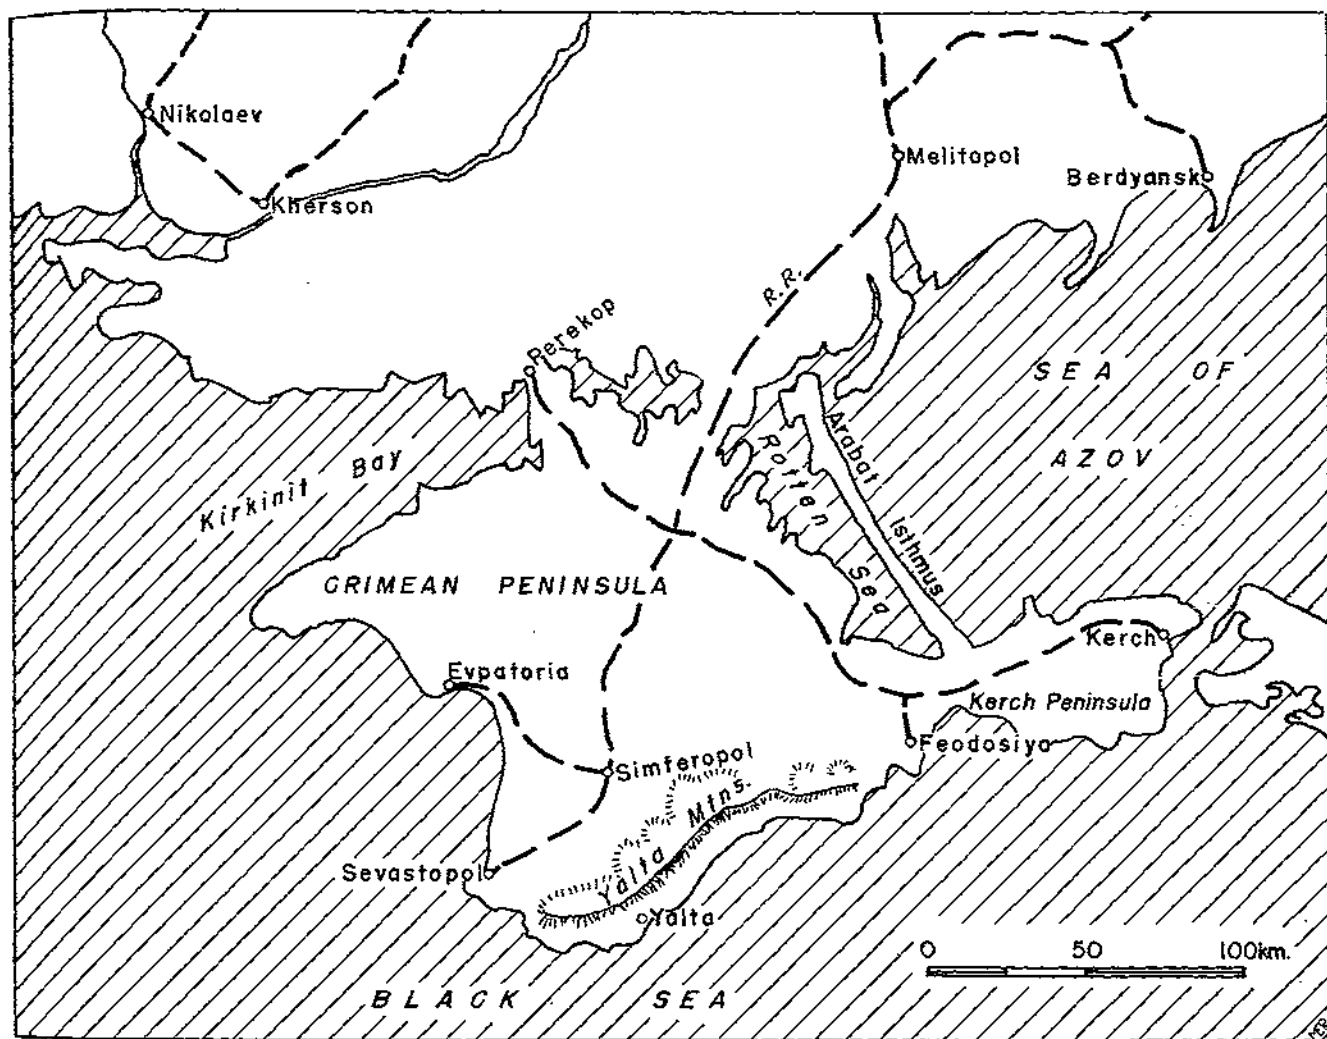 Nikolaev
Melitopol
Berdyansk
Kherson
R.R.
Perekop
SEA OF
AZOV
Kirkinit Bay
Rotten Sea
Arabat Isthmus
CRIMEAN PENINSULA
Kerch
Evpatoria
Kerch Peninsula
Feodosiya
Simferopol
Yalta Mtns.
Sevastopol
Yalta
0 50 100km.
BLACK SEA